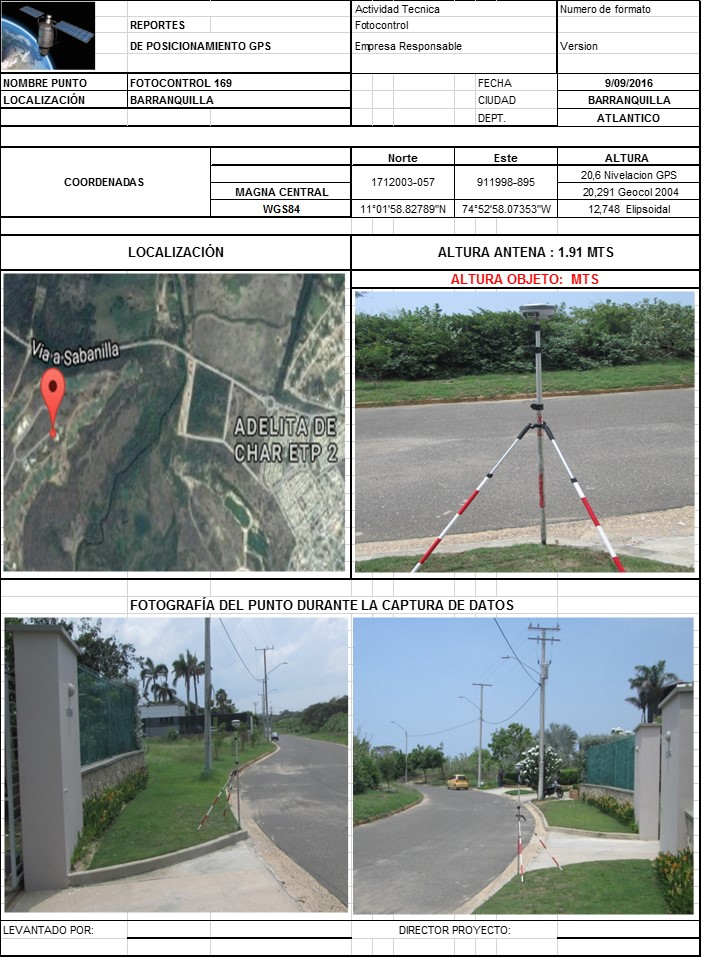 Actividad Tecnica Numero de formato
REPORTES Fotocontrol
DE POSICIONAMIENTO GPS Empresa Responsable Version
NOMBRE PUNTO FOTOCONTROL 169 FECHA 9/09/2016
LOCALIZACIÓN BARRANQUILLA CIUDAD BARRANQUILLA
DEPT. ATLANTICO
COORDENADAS Norte Este ALTURA
1712003-057 911998-895 20,6 Nivelacion GPS
MAGNA CENTRAL 20,291 Geocol 2004
WGS84 11°01'58.82789"N 74°52'58.07353"W 12,748 Elipsoidal
LOCALIZACIÓN ALTURA ANTENA : 1.91 MTS
ALTURA OBJETO: MTS
Via a Sabanilla
ADELITA DE
CHAR ETP 2
FOTOGRAFÍA DEL PUNTO DURANTE LA CAPTURA DE DATOS
LEVANTADO POR: DIRECTOR PROYECTO: